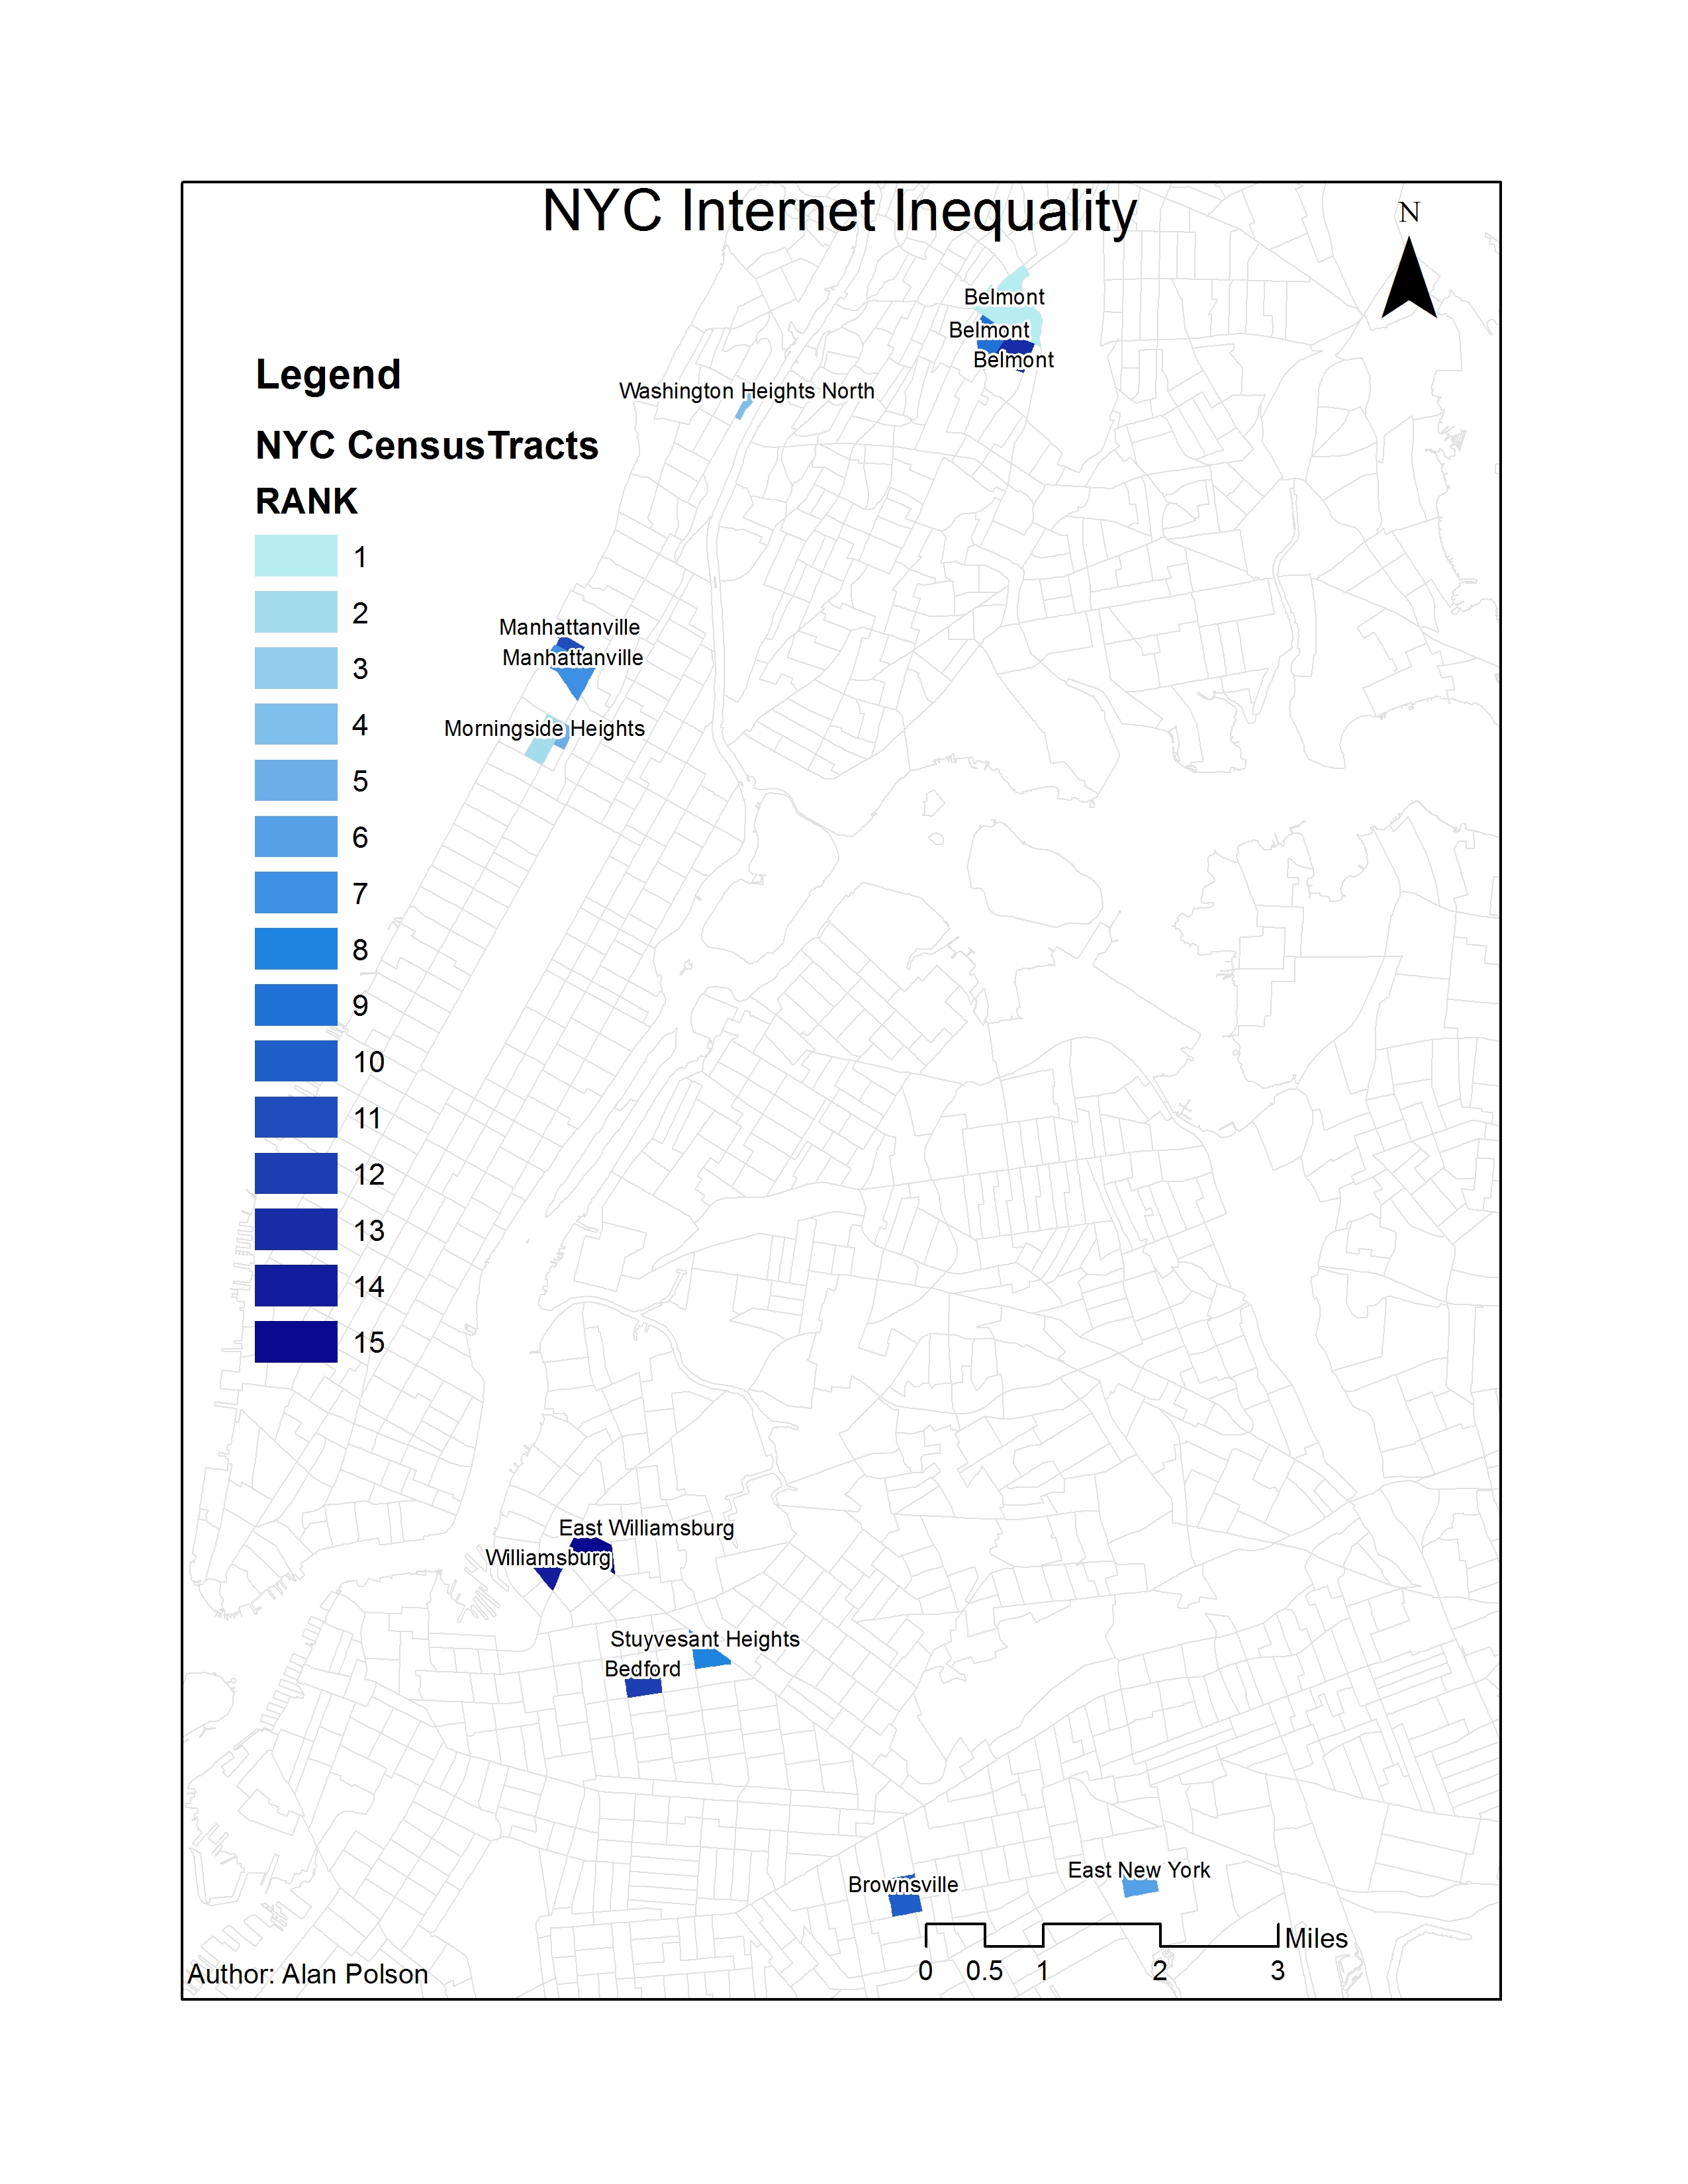 NYC Internet Inequality
N
Belmont
Belmont
Belmont
Legend
Washington Heights North
NYC CensusTracts
RANK
1
2
3
4
5
6
7
8
9
10
11
12
13
14
15
Manhattanville
Manhattanville
Morningside Heights
East Williamsburg
Williamsburg
Stuyvesant Heights
Bedford
East New York
Brownsville
Miles
0 0.5 1 2 3
Author: Alan Polson